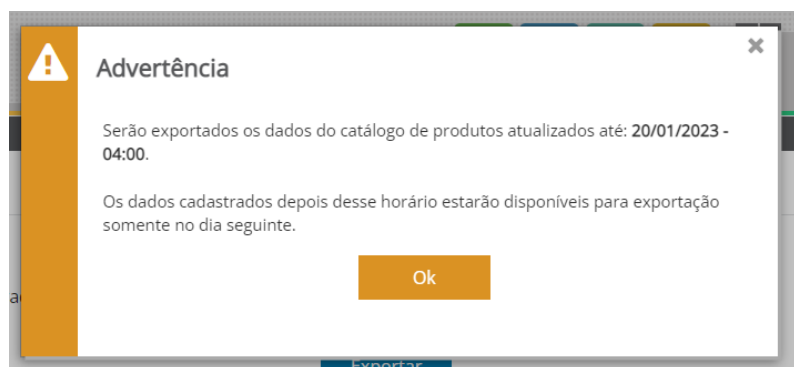 Advertência
Serão exportados os dados do catálogo de produtos atualizados até: 20/01/2023 -
04:00.
Os dados cadastrados depois desse horário estarão disponíveis para exportação
somente no dia seguinte.
Ok
Exportar